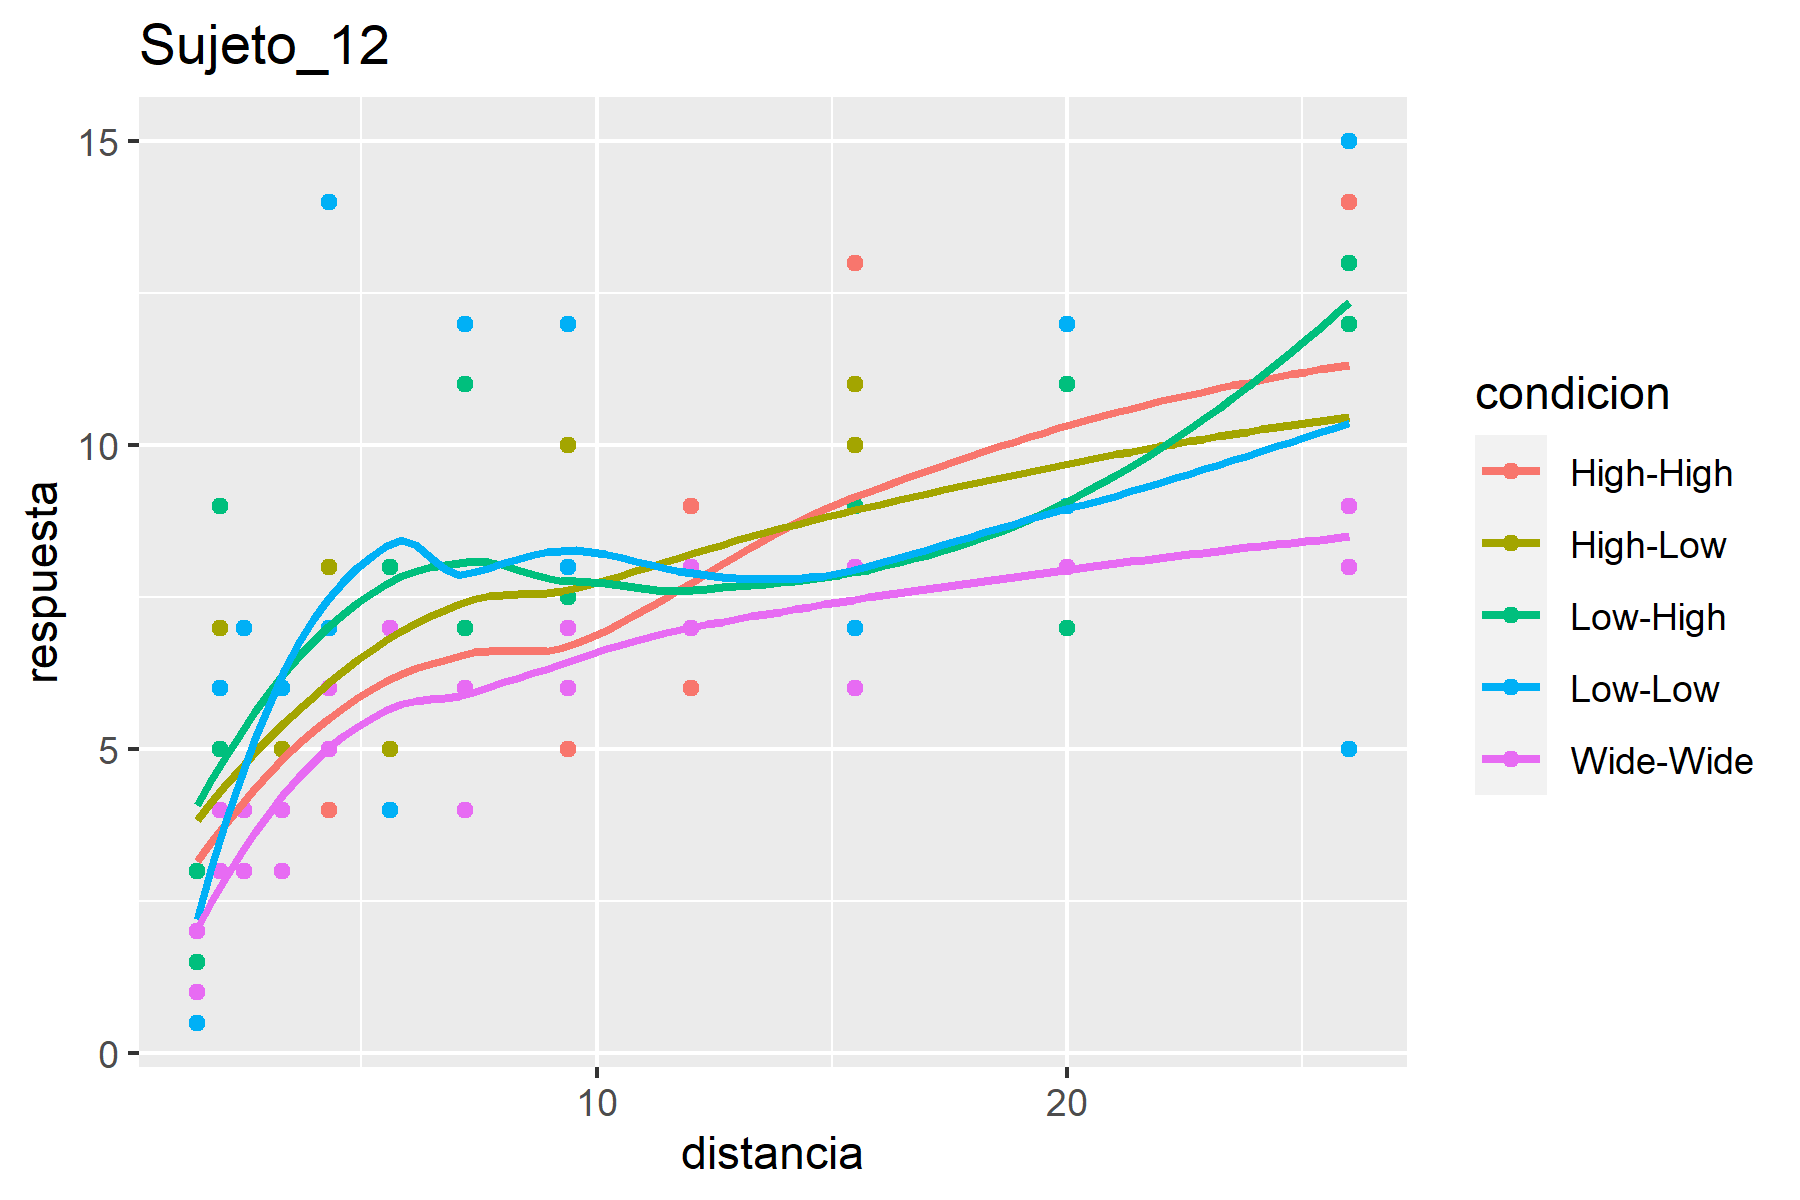 Sujeto_12
15
10
5
0
respuesta
10
20
distancia
condicion
High-High
High-Low
Low-High
Low-Low
Wide-Wide